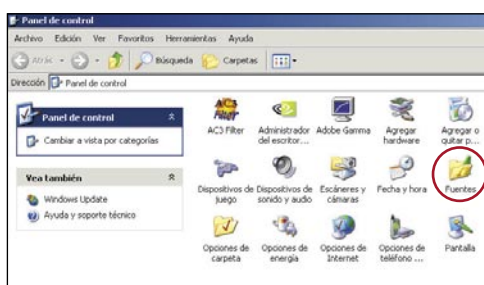 Panel de control
Archivo Edición Ver Favoritos Herramientas Ayuda
Atrás Búsqueda Carpetas
Dirección Panel de control
Panel de control
Cambiar a vista por categorías
Vea también
Windows Update
Ayuda y soporte técnico
AC3 Filter Administrador del escritor... Adobe Gamma Agregar hardware Agregar o quitar p...
Dispositivos de juego Dispositivos de sonido y audio Escáneres y cámaras Fecha y hora Fuentes
Opciones de carpeta Opciones de energía Opciones de Internet Opciones de teléfono ... Pantalla